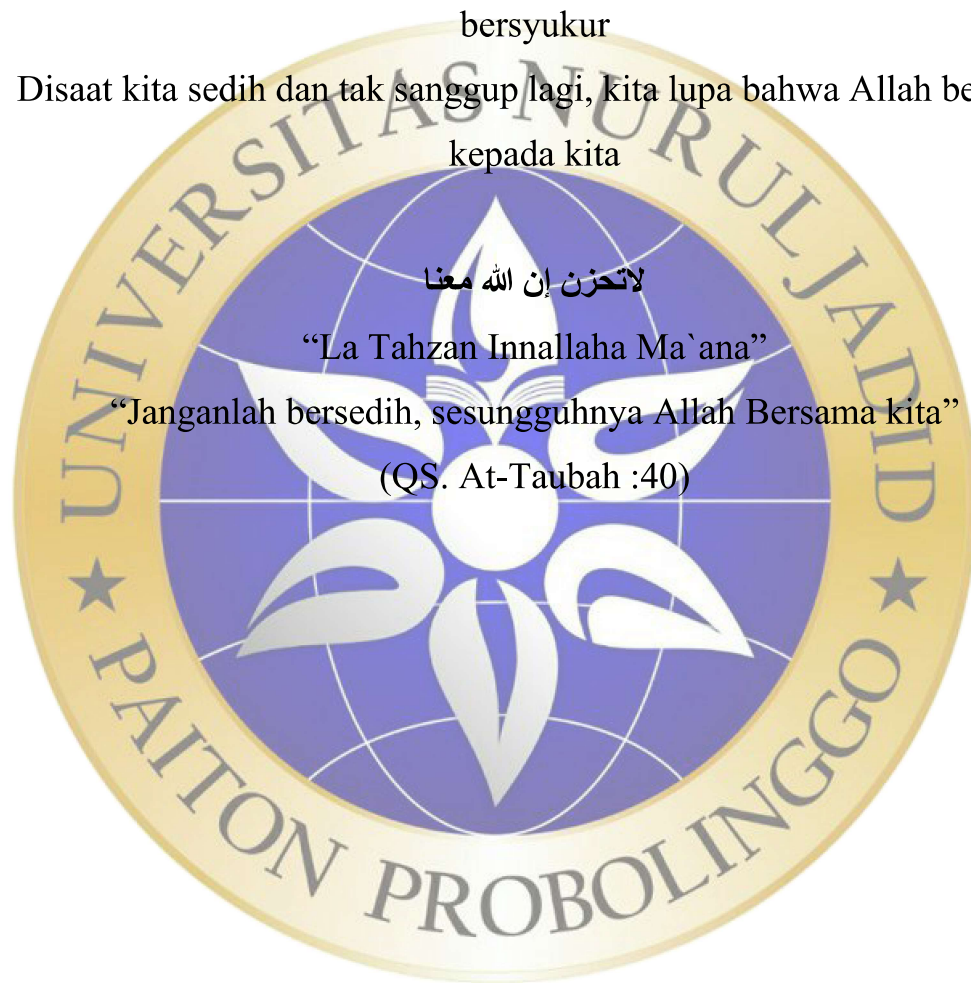 bersyukur
Disaat kita sedih dan tak sanggup lagi, kita lupa bahwa Allah
kepada kita
لاتحزن إن الله معنا
“La Tahzan Innallaha Ma`ana”
“Janganlah bersedih, sesungguhnya Allah Bersama kita”
(QS. At-Taubah :40)
UNIVERSITAS NURUL JADID
PAITON PROBOLINGGO